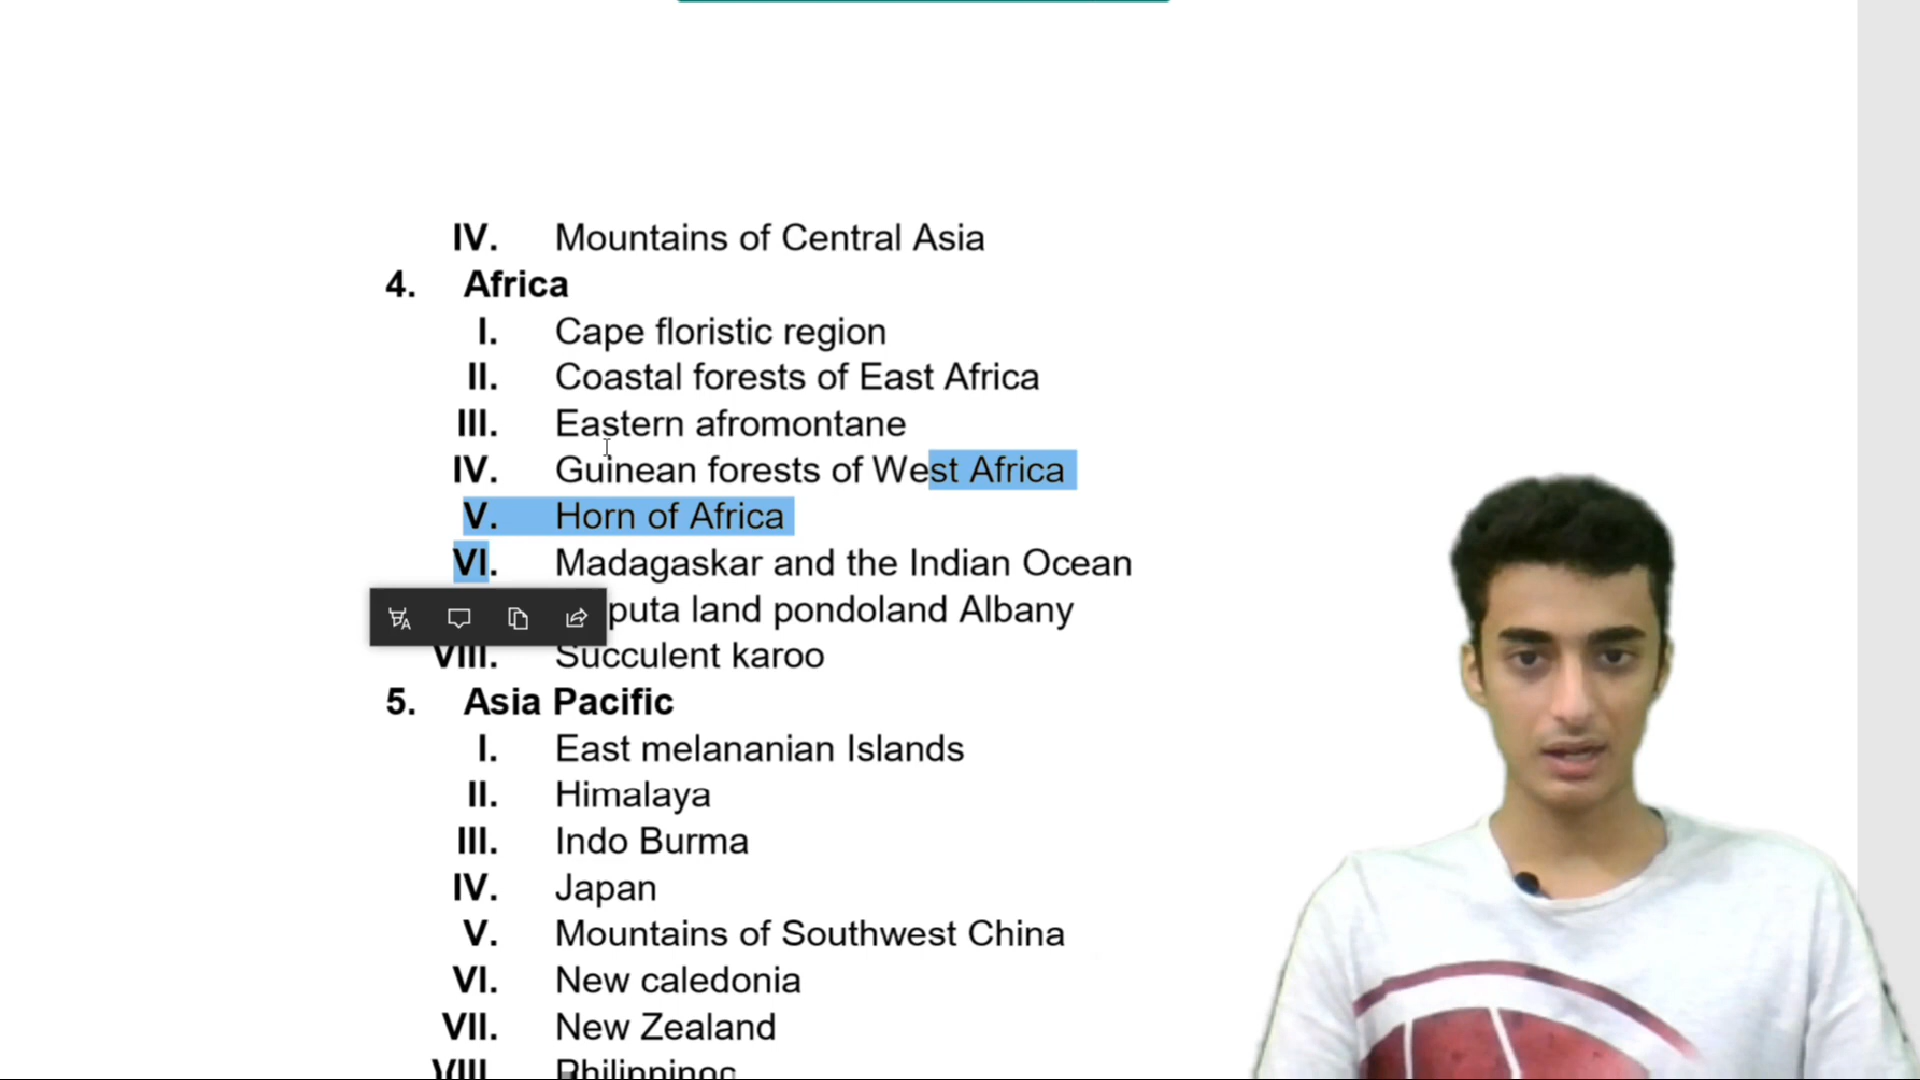 IV. Mountains of Central Asia
4. Africa
I. Cape floristic region
II. Coastal forests of East Africa
III. Eastern afromontane
IV. Guinean forests of West Africa
V. Horn of Africa
VI. Madagaskar and the Indian Ocean
puta land pondoland Albany
VIII. Succulent karoo
5. Asia Pacific
I. East melananian Islands
II. Himalaya
III. Indo Burma
IV. Japan
V. Mountains of Southwest China
VI. New caledonia
VII. New Zealand
VIII. Philippines